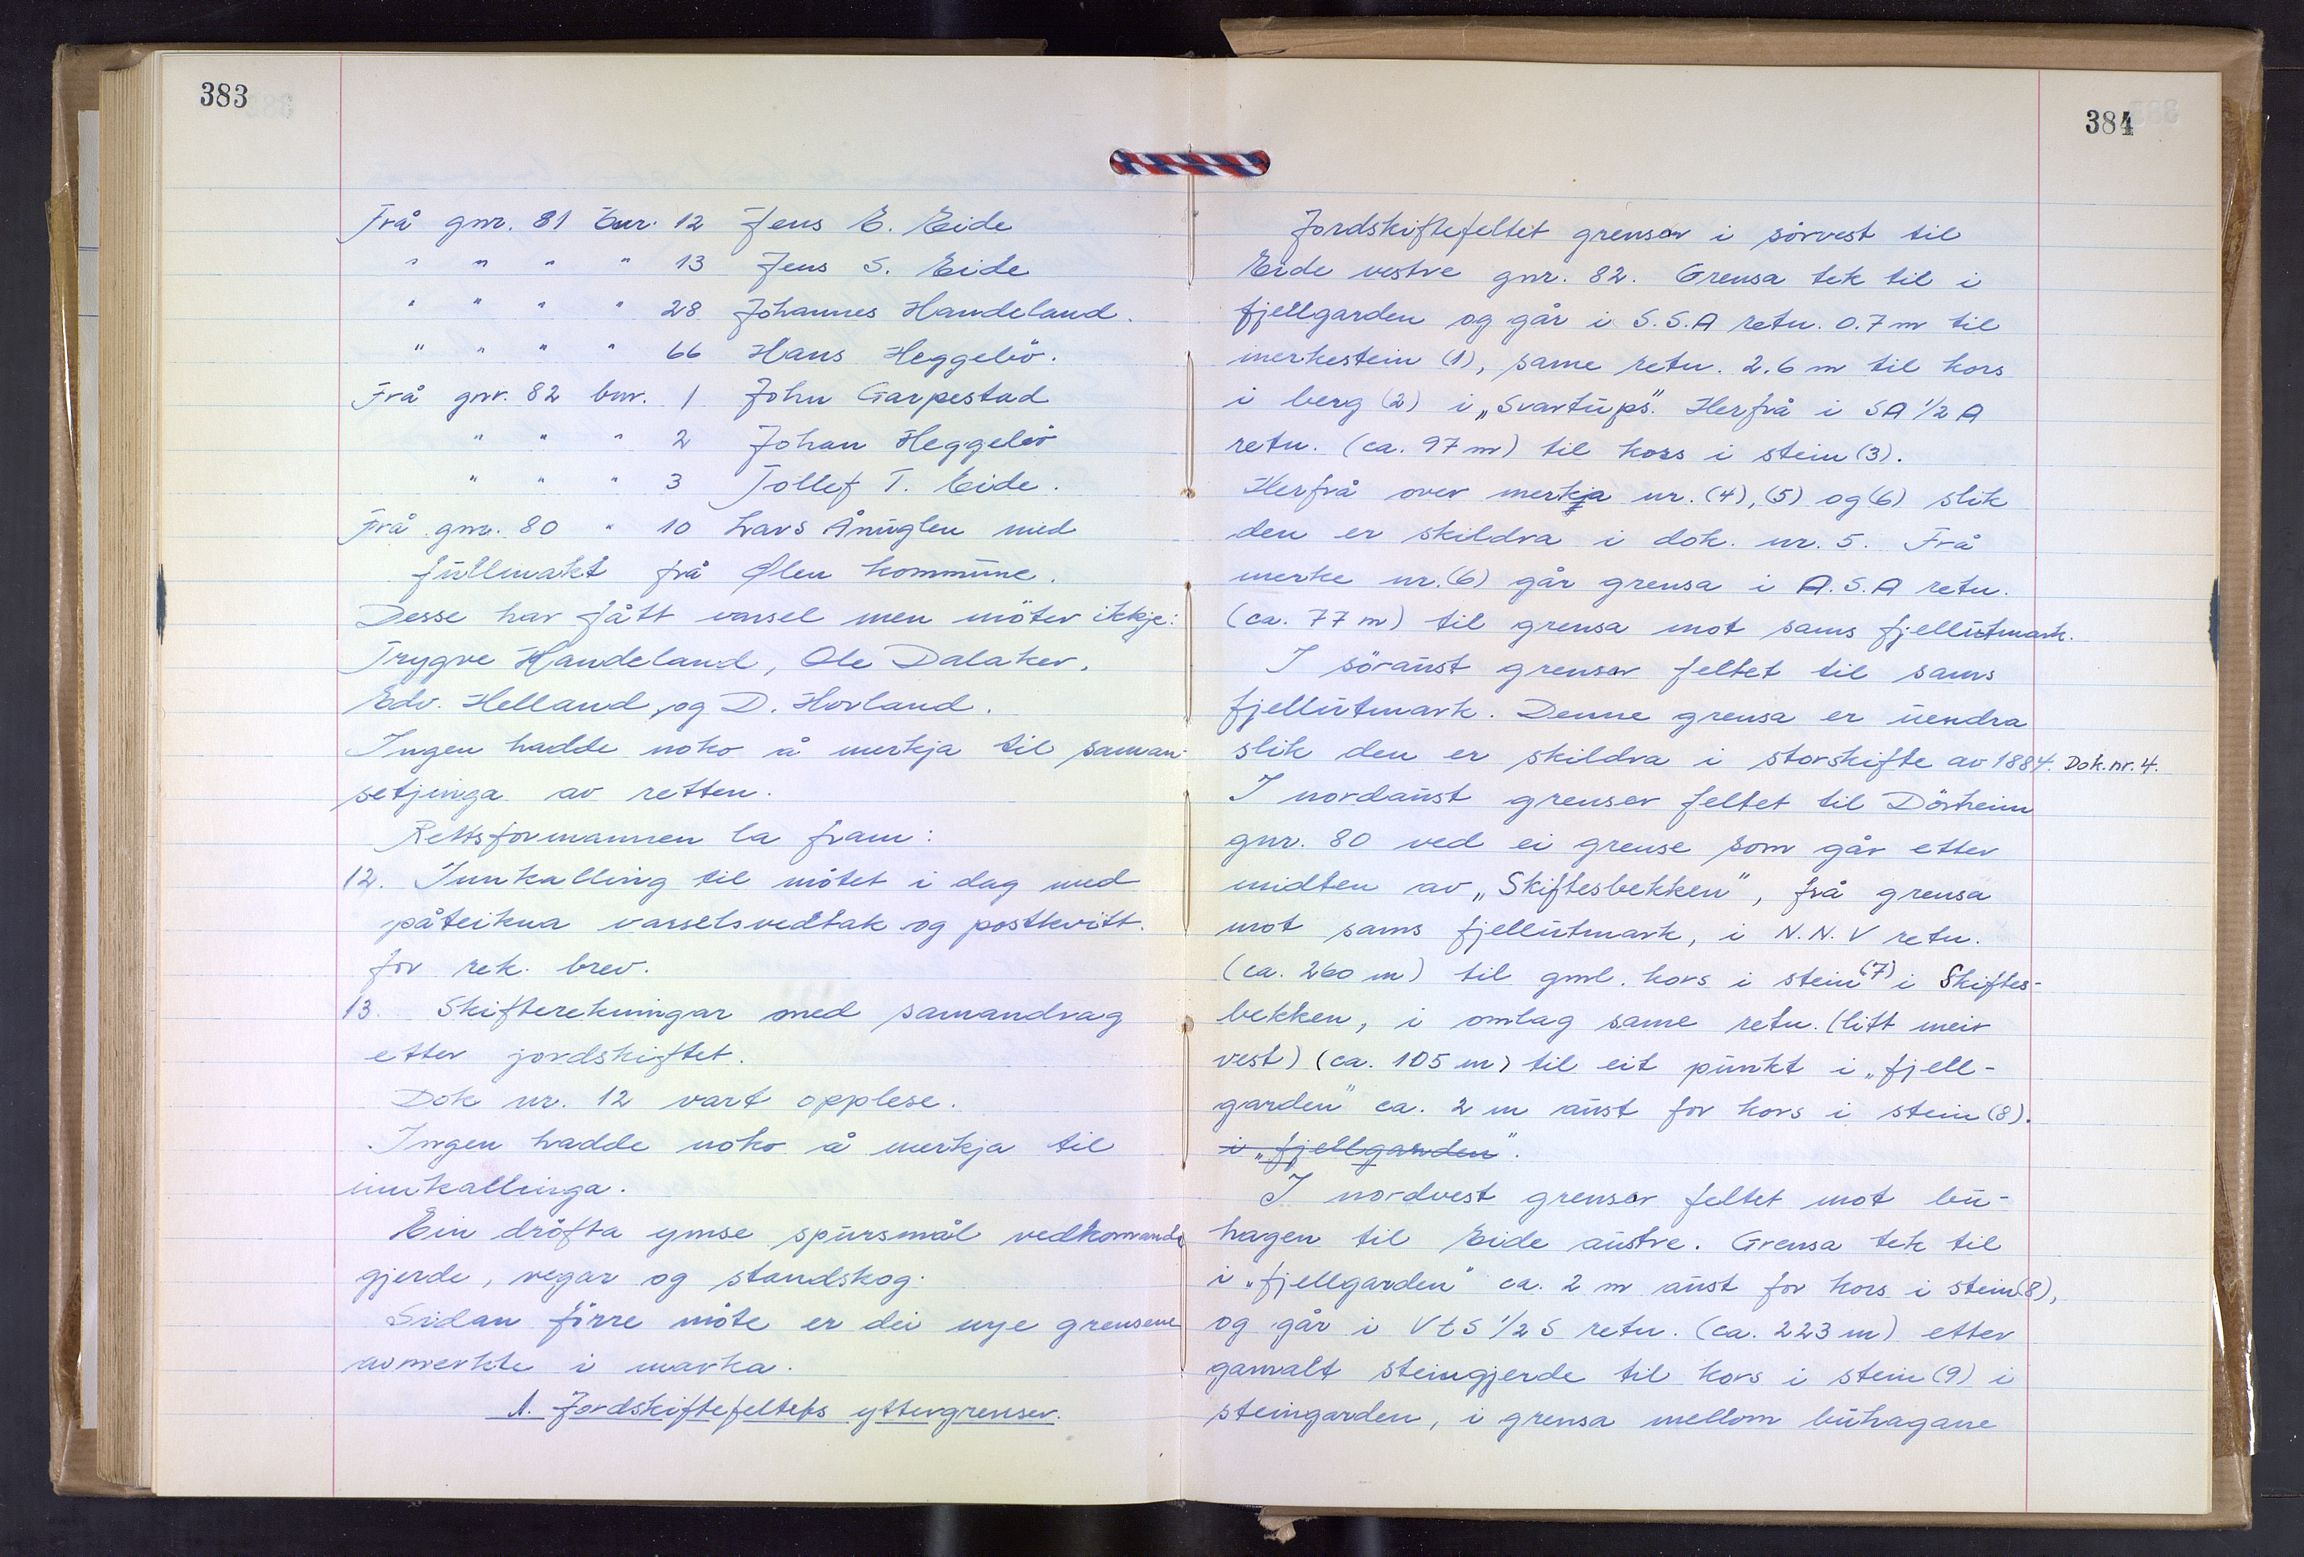 383
Frå gnr. 81 bnr. 12 Jens E. Eide
" " " " 13 Jens S. Eide
" " " " 28 Johannes Handeland.
" " " " 66 Hans Heggebö.
Frå gnr. 82 bnr. 1 John Garpestad
" " " 2 Johan Heggebö
" " " 3 Tollef T. Eide.
Frå gnr. 80 " 10 Lars Ånuglen med
fullmakt frå Ølen kommune.
Desse har fått varsel men möter ikkje:
Trygve Handeland, Ole Dalaker,
Edv. Helland, og D. Hovland.
Ingen hadde noko å merkja til saman-
setjinga av retten.
Rettsformannen la fram:
12. Innkalling til mötet i dag med
påteikna varselsvedtak og postkvitt.
for rek. brev.
13. Skifterekningar med samandrag
etter jordskiftet.
Dok nr. 12 vart opplese.
Ingen hadde noko å merkja til
innkallinga.
Ein dröfta ymse spursmål vedkomande
gjerde, vegar og standskog.
Sidan förre möte er dei nye grensene
avmerkte i marka.
1. Jordskiftefeltets yttergrenser.
384
Jordskiftefeltet grensar i sörvest til
Eide vestre gnr. 82. Grensa tek til i
fjellgarden og går i S.S.A retn. 0.7 m til
merkestein (1), same retn. 2.6 m til kors
i berg (2) i „Svartups". Herfrå i SA 1/2 A
retn. (ca. 97 m) til kors i stein (3).
Herfrå over merkja nr. (4), (5) og (6) slik
den er skildra i dok. nr. 5. Frå
merke nr. (6) går grensa i A.S.A retn.
(ca. 77 m) til grensa mot sams fjellutmark.
I söraust grensar feltet til sams
fjellutmark. Denne grensa er uendra
slik den er skildra i storskifte av 1884. Dok. nr. 4.
I nordaust grenser feltet til Dörheim
gnr. 80 ved ei grense som går etter
midten av „Skiftesbekken", frå grensa
mot sams fjellutmark, i N.N.V retn.
(ca. 260 m) til gml. kors i stein (7) i Skiftes-
bekken, i omlag same retn. (litt meir
vest) (ca. 105 m) til eit punkt i „fjell-
garden" ca. 2 m aust for kors i stein (8).
i „fjellgarden".
I nordvest grensar feltet mot bu-
hagen til Eide austre. Grensa tek til
i „fjellgarden" ca. 2 m aust for kors i stein (8),
og går i VtS 1/2 S retn. (ca. 223 m) etter
gamalt steingjerde til kors i stein (9) i
steingarden, i grensa mellom buhagane